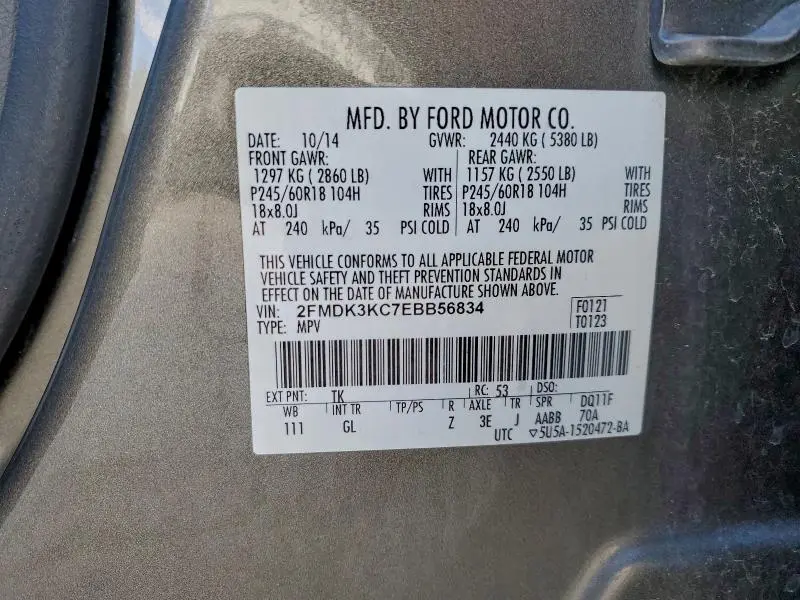 MFD. BY FORD MOTOR CO.
DATE: 10/14 GVWR: 2440 KG ( 5380 LB)
FRONT GAWR: REAR GAWR:
1297 KG ( 2860 LB) WITH 1157 KG ( 2550 LB) WITH
P245/60R18 104H TIRES P245/60R18 104H TIRES
18x8.0J RIMS 18x8.0J RIMS
AT 240 kPa/ 35 PSI COLD AT 240 kPa/ 35 PSI COLD
THIS VEHICLE CONFORMS TO ALL APPLICABLE FEDERAL MOTOR
VEHICLE SAFETY AND THEFT PREVENTION STANDARDS IN
EFFECT ON THE DATE OF MANUFACTURE SHOWN ABOVE.
VIN: 2FMDK3KC7EBB56834 F0121
TYPE: MPV T0123
EXT PNT: TK RC: 53 DSO:
WB INT TR TP/PS R AXLE TR SPR DQ11F
111 GL Z 3E J AABB 70A
UTC ▽5U5A-1520472-BA